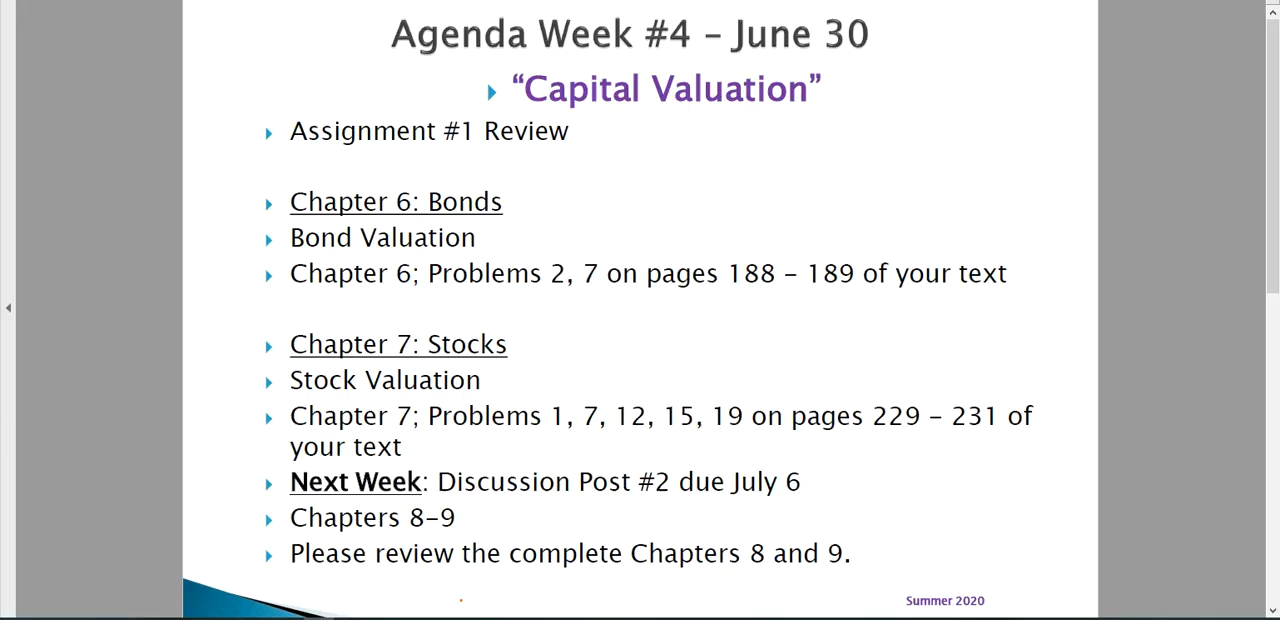 Agenda Week #4 – June 30
“Capital Valuation”
Assignment #1 Review
Chapter 6: Bonds
Bond Valuation
Chapter 6; Problems 2, 7 on pages 188 – 189 of your text
Chapter 7: Stocks
Stock Valuation
Chapter 7; Problems 1, 7, 12, 15, 19 on pages 229 – 231 of
your text
Next Week: Discussion Post #2 due July 6
Chapters 8–9
Please review the complete Chapters 8 and 9.
Summer 2020